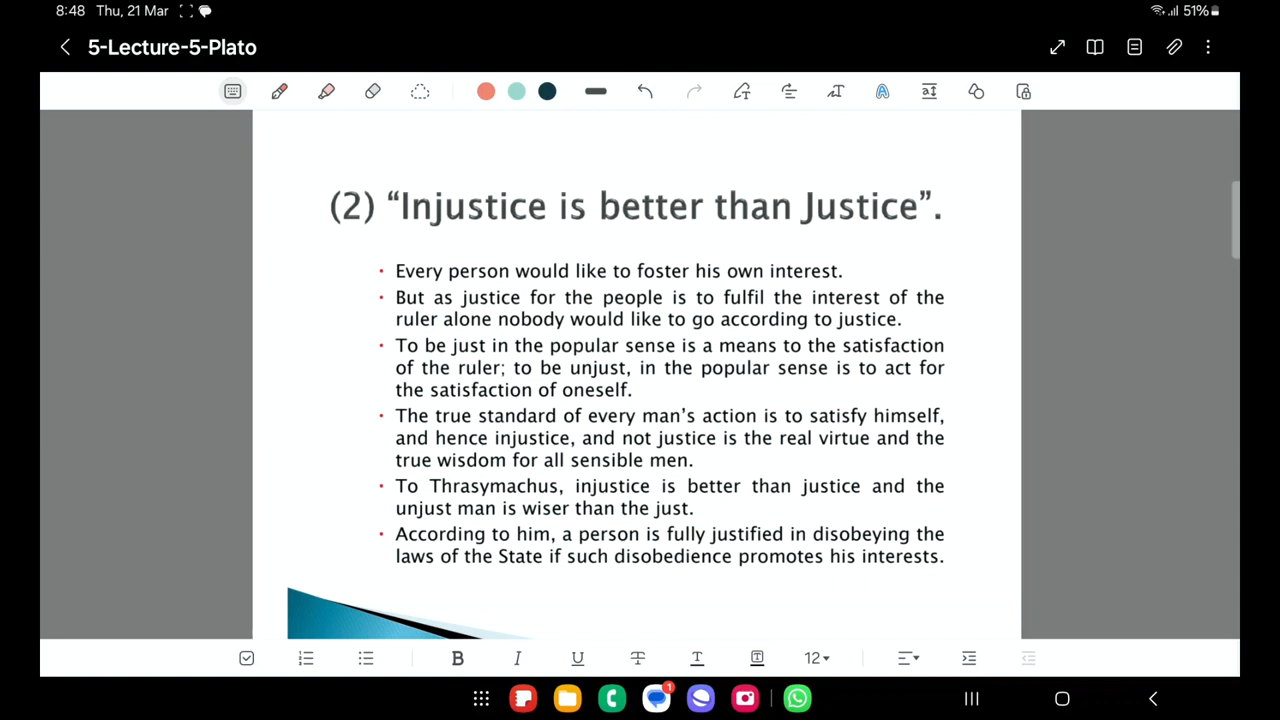 8:48 Thu, 21 Mar 51%
5-Lecture-5-Plato
(2) “Injustice is better than Justice”.
• Every person would like to foster his own interest.
• But as justice for the people is to fulfil the interest of the
ruler alone nobody would like to go according to justice.
• To be just in the popular sense is a means to the satisfaction
of the ruler; to be unjust, in the popular sense is to act for
the satisfaction of oneself.
• The true standard of every man’s action is to satisfy himself,
and hence injustice, and not justice is the real virtue and the
true wisdom for all sensible men.
• To Thrasymachus, injustice is better than justice and the
unjust man is wiser than the just.
• According to him, a person is fully justified in disobeying the
laws of the State if such disobedience promotes his interests.
B I U T T T 12
1